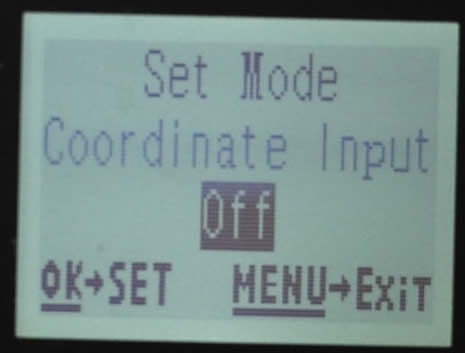 Set Mode
Coordinate Input
Off
OK→SET MENU→ExiT